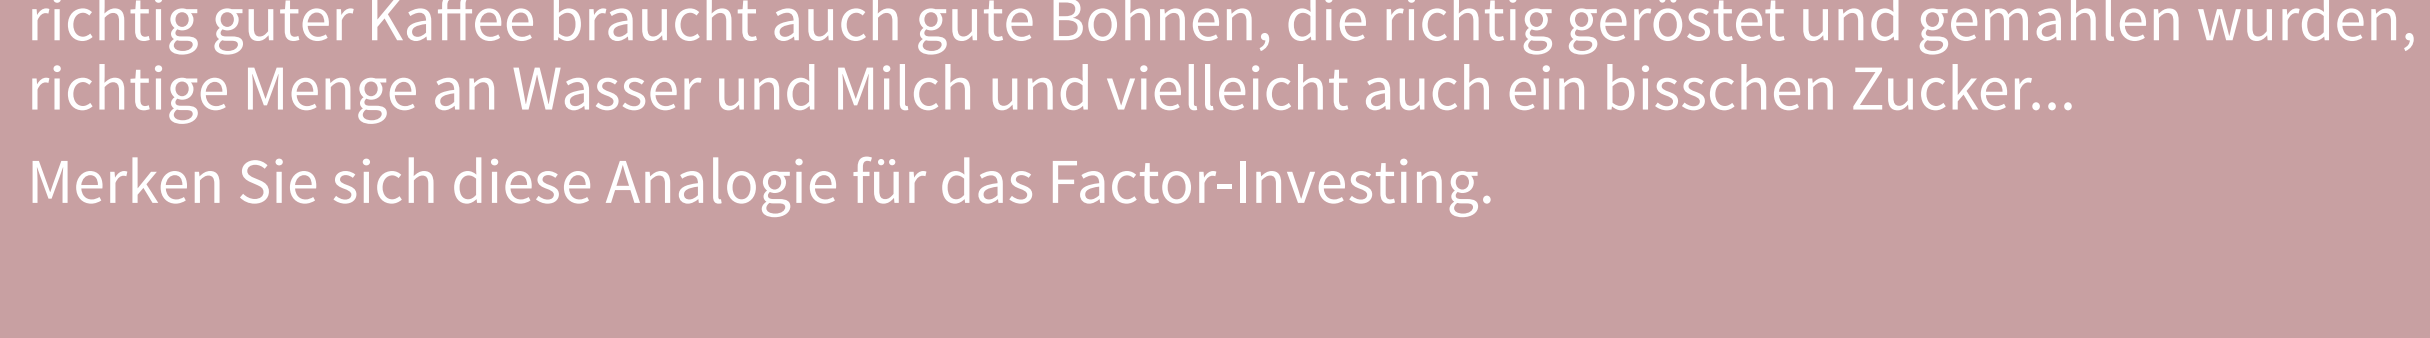 richtig guter Kaffee braucht auch gute Bohnen, die richtig geröstet und gemahlen wurden,
richtige Menge an Wasser und Milch und vielleicht auch ein bisschen Zucker...
Merken Sie sich diese Analogie für das Factor-Investing.